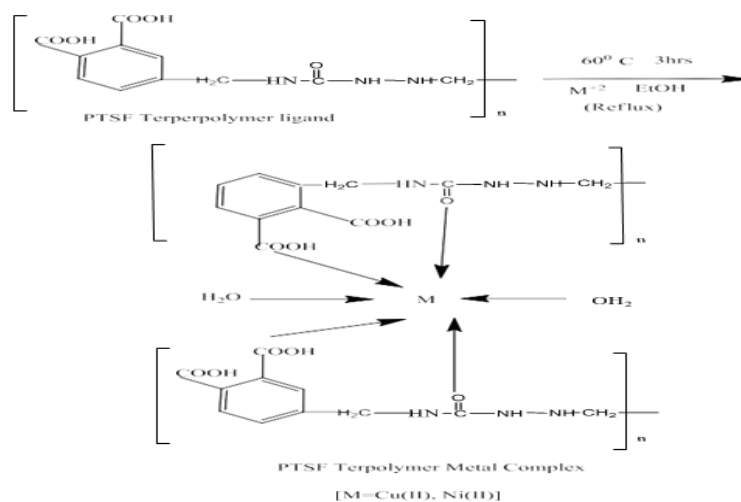 COOH
COOH
O
H₂C HN C NH NH CH₂
n
PTSF Terperpolymer ligand
60⁰ C 3hrs
M⁺² EtOH
(Reflux)
H₂C HN C NH NH CH₂
O
COOH
COOH
n
H₂O M OH₂
COOH
COOH
O
H₂C HN C NH NH CH₂
n
PTSF Terpolymer Metal Complex
[M=Cu(II), Ni(II)]